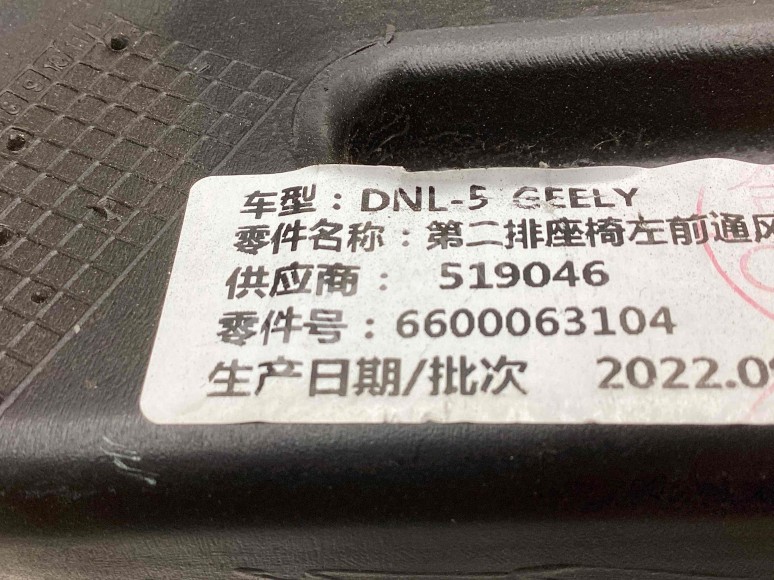 车型：DNL-5 GEELY
零件名称：第二排座椅左前通风
供应商： 519046
零件号：6600063104
生产日期/批次 2022.09